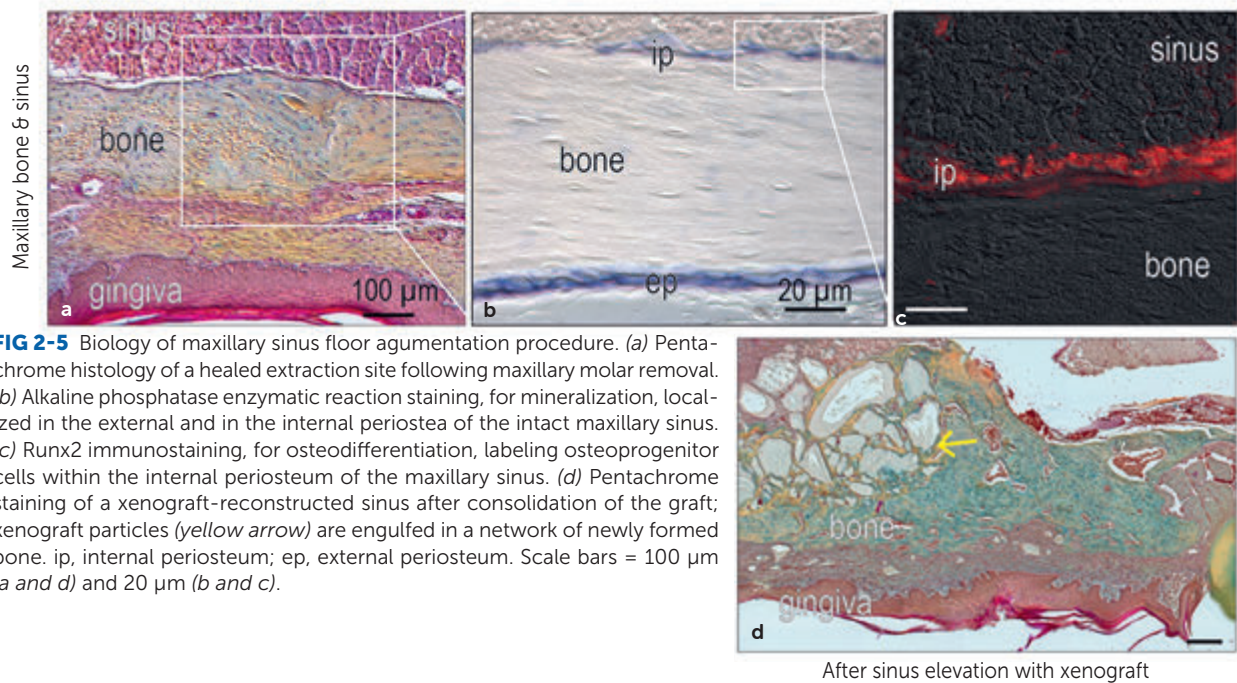 Maxillary bone & sinus
sinus
bone
gingiva
100 µm
a
ip
bone
ep
20 µm
b
sinus
ip
bone
c
FIG 2-5 Biology of maxillary sinus floor agumentation procedure. (a) Penta-
chrome histology of a healed extraction site following maxillary molar removal.
b) Alkaline phosphatase enzymatic reaction staining, for mineralization, local-
zed in the external and in the internal periostea of the intact maxillary sinus.
c) Runx2 immunostaining, for osteodifferentiation, labeling osteoprogenitor
cells within the internal periosteum of the maxillary sinus. (d) Pentachrome
staining of a xenograft-reconstructed sinus after consolidation of the graft;
xenograft particles (yellow arrow) are engulfed in a network of newly formed
bone. ip, internal periosteum; ep, external periosteum. Scale bars = 100 µm
a and d) and 20 µm (b and c).
bone
gingiva
d
After sinus elevation with xenograft